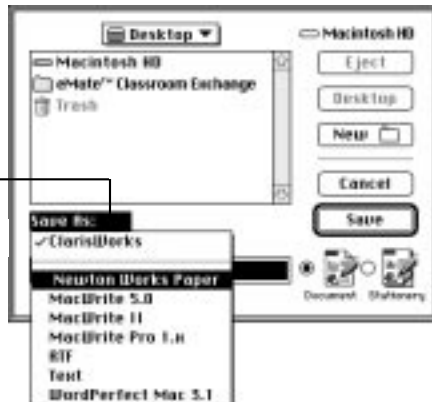 Desktop
Macintosh HD
Macintosh HD
eMate™ Classroom Exchange
Trash
Eject
Desktop
New
Cancel
Save
Save As:
✓ClarisWorks
Newton Works Paper
MacWrite 5.0
MacWrite II
MacWrite Pro 1.x
RTF
Text
WordPerfect Mac 3.1
Document
Stationery